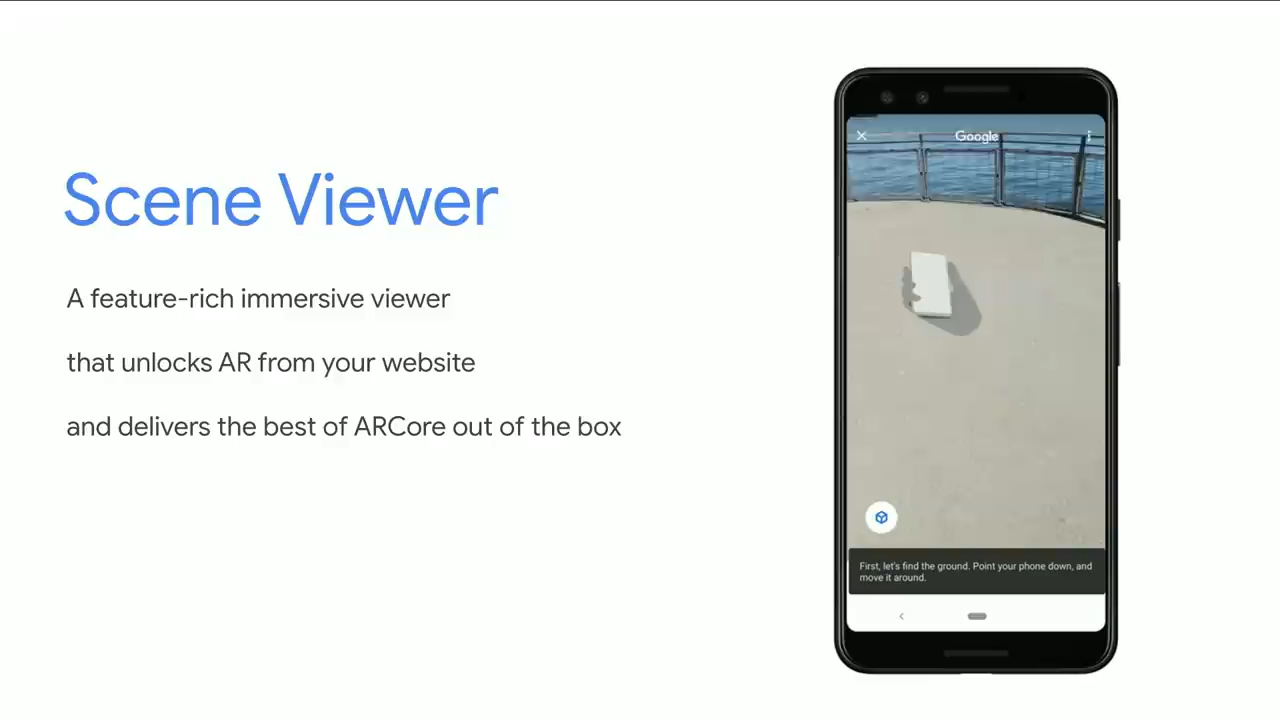 Scene Viewer
A feature-rich immersive viewer
that unlocks AR from your website
and delivers the best of ARCore out of the box
Google
First, let's find the ground. Point your phone down, and
move it around.